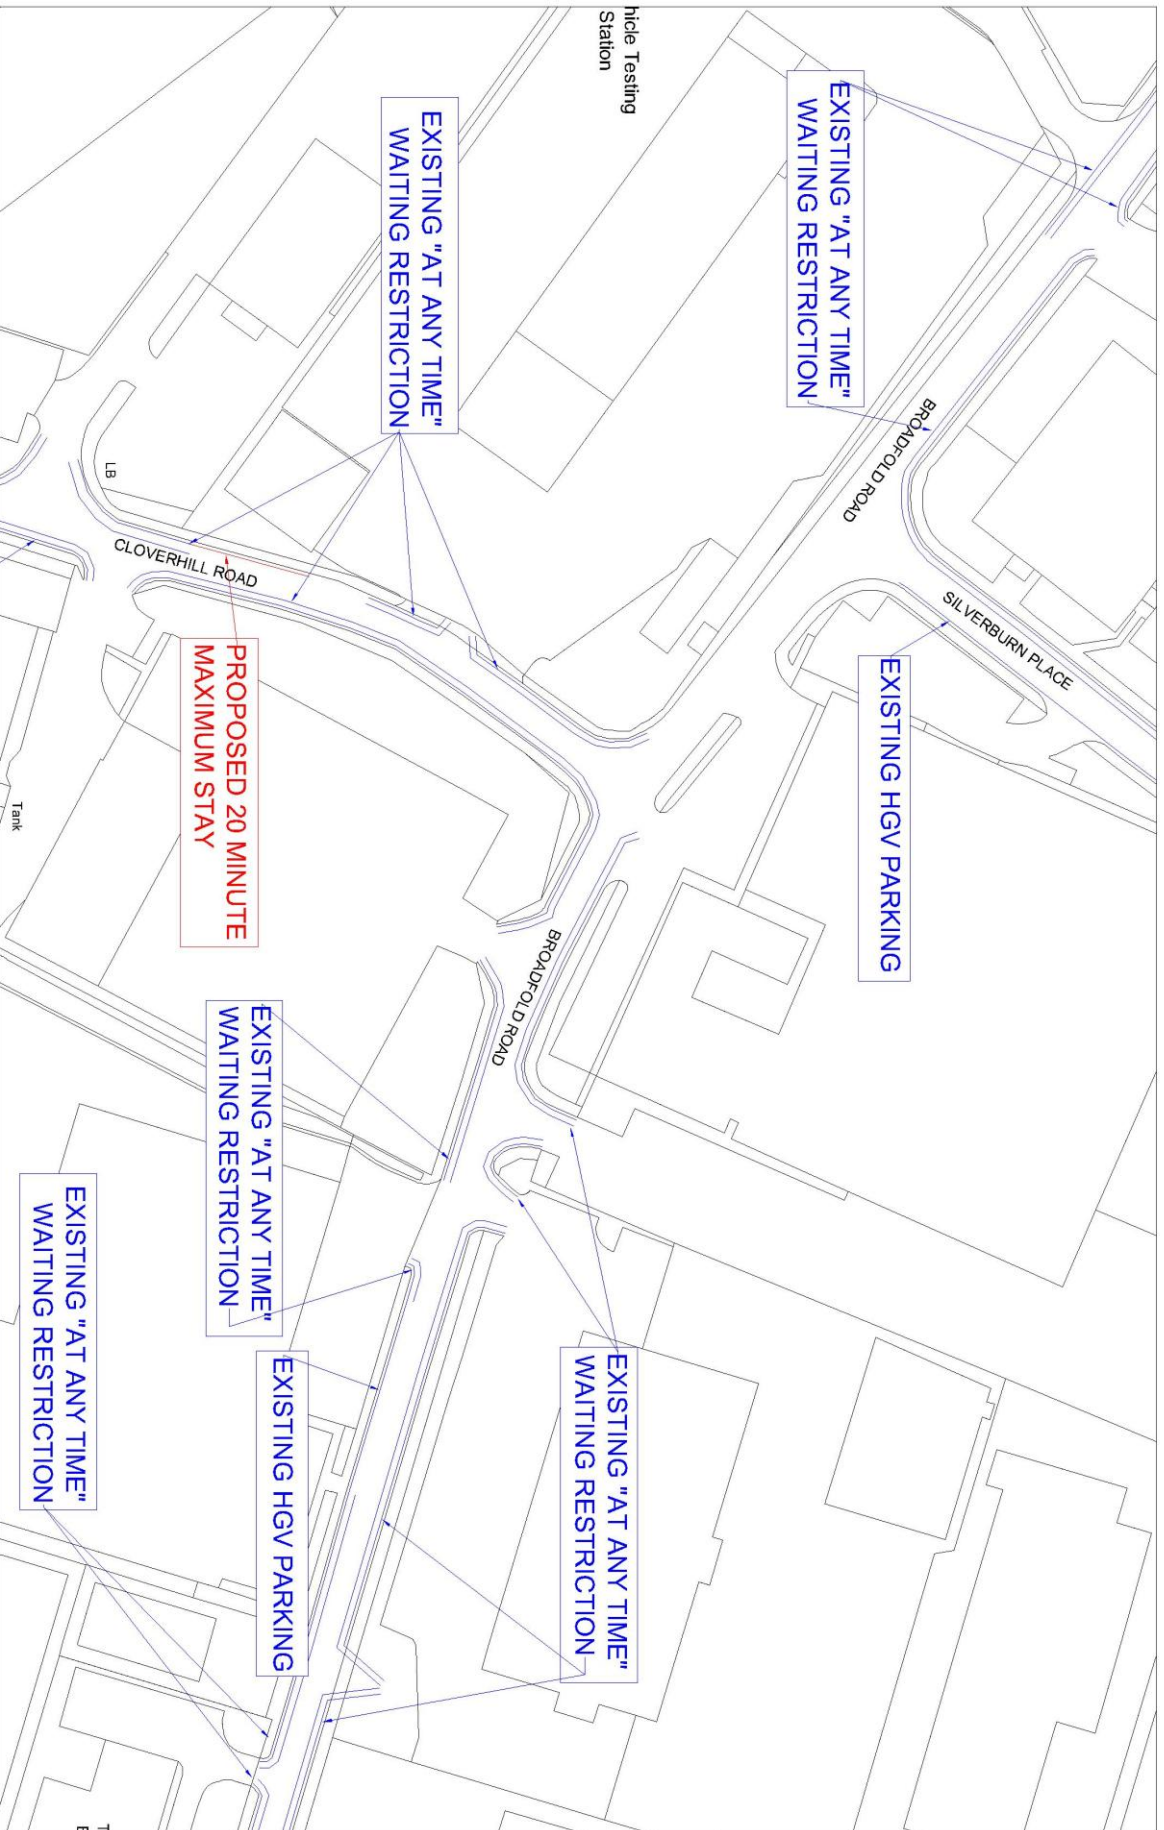 hicle Testing
Station
EXISTING "AT ANY TIME"
WAITING RESTRICTION
EXISTING "AT ANY TIME"
WAITING RESTRICTION
BROADFOLD ROAD
SILVERBURN PLACE
EXISTING HGV PARKING
LB
CLOVERHILL ROAD
PROPOSED 20 MINUTE
MAXIMUM STAY
Tank
BROADFOLD ROAD
EXISTING "AT ANY TIME"
WAITING RESTRICTION
EXISTING "AT ANY TIME"
WAITING RESTRICTION
EXISTING HGV PARKING
EXISTING "AT ANY TIME"
WAITING RESTRICTION